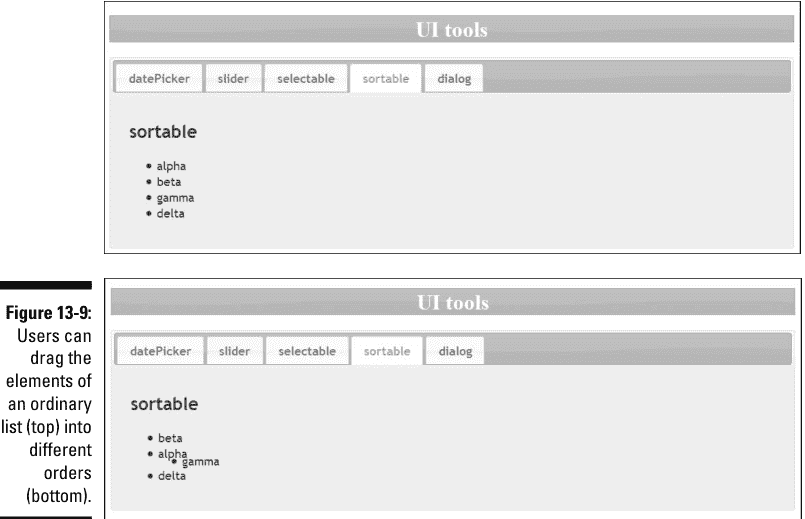 UI tools
datePicker slider selectable sortable dialog
sortable
• alpha
• beta
• gamma
• delta
Figure 13-9:
Users can
drag the
elements of
an ordinary
list (top) into
different
orders
(bottom).
UI tools
datePicker slider selectable sortable dialog
sortable
• beta
• alpha
• gamma
• delta